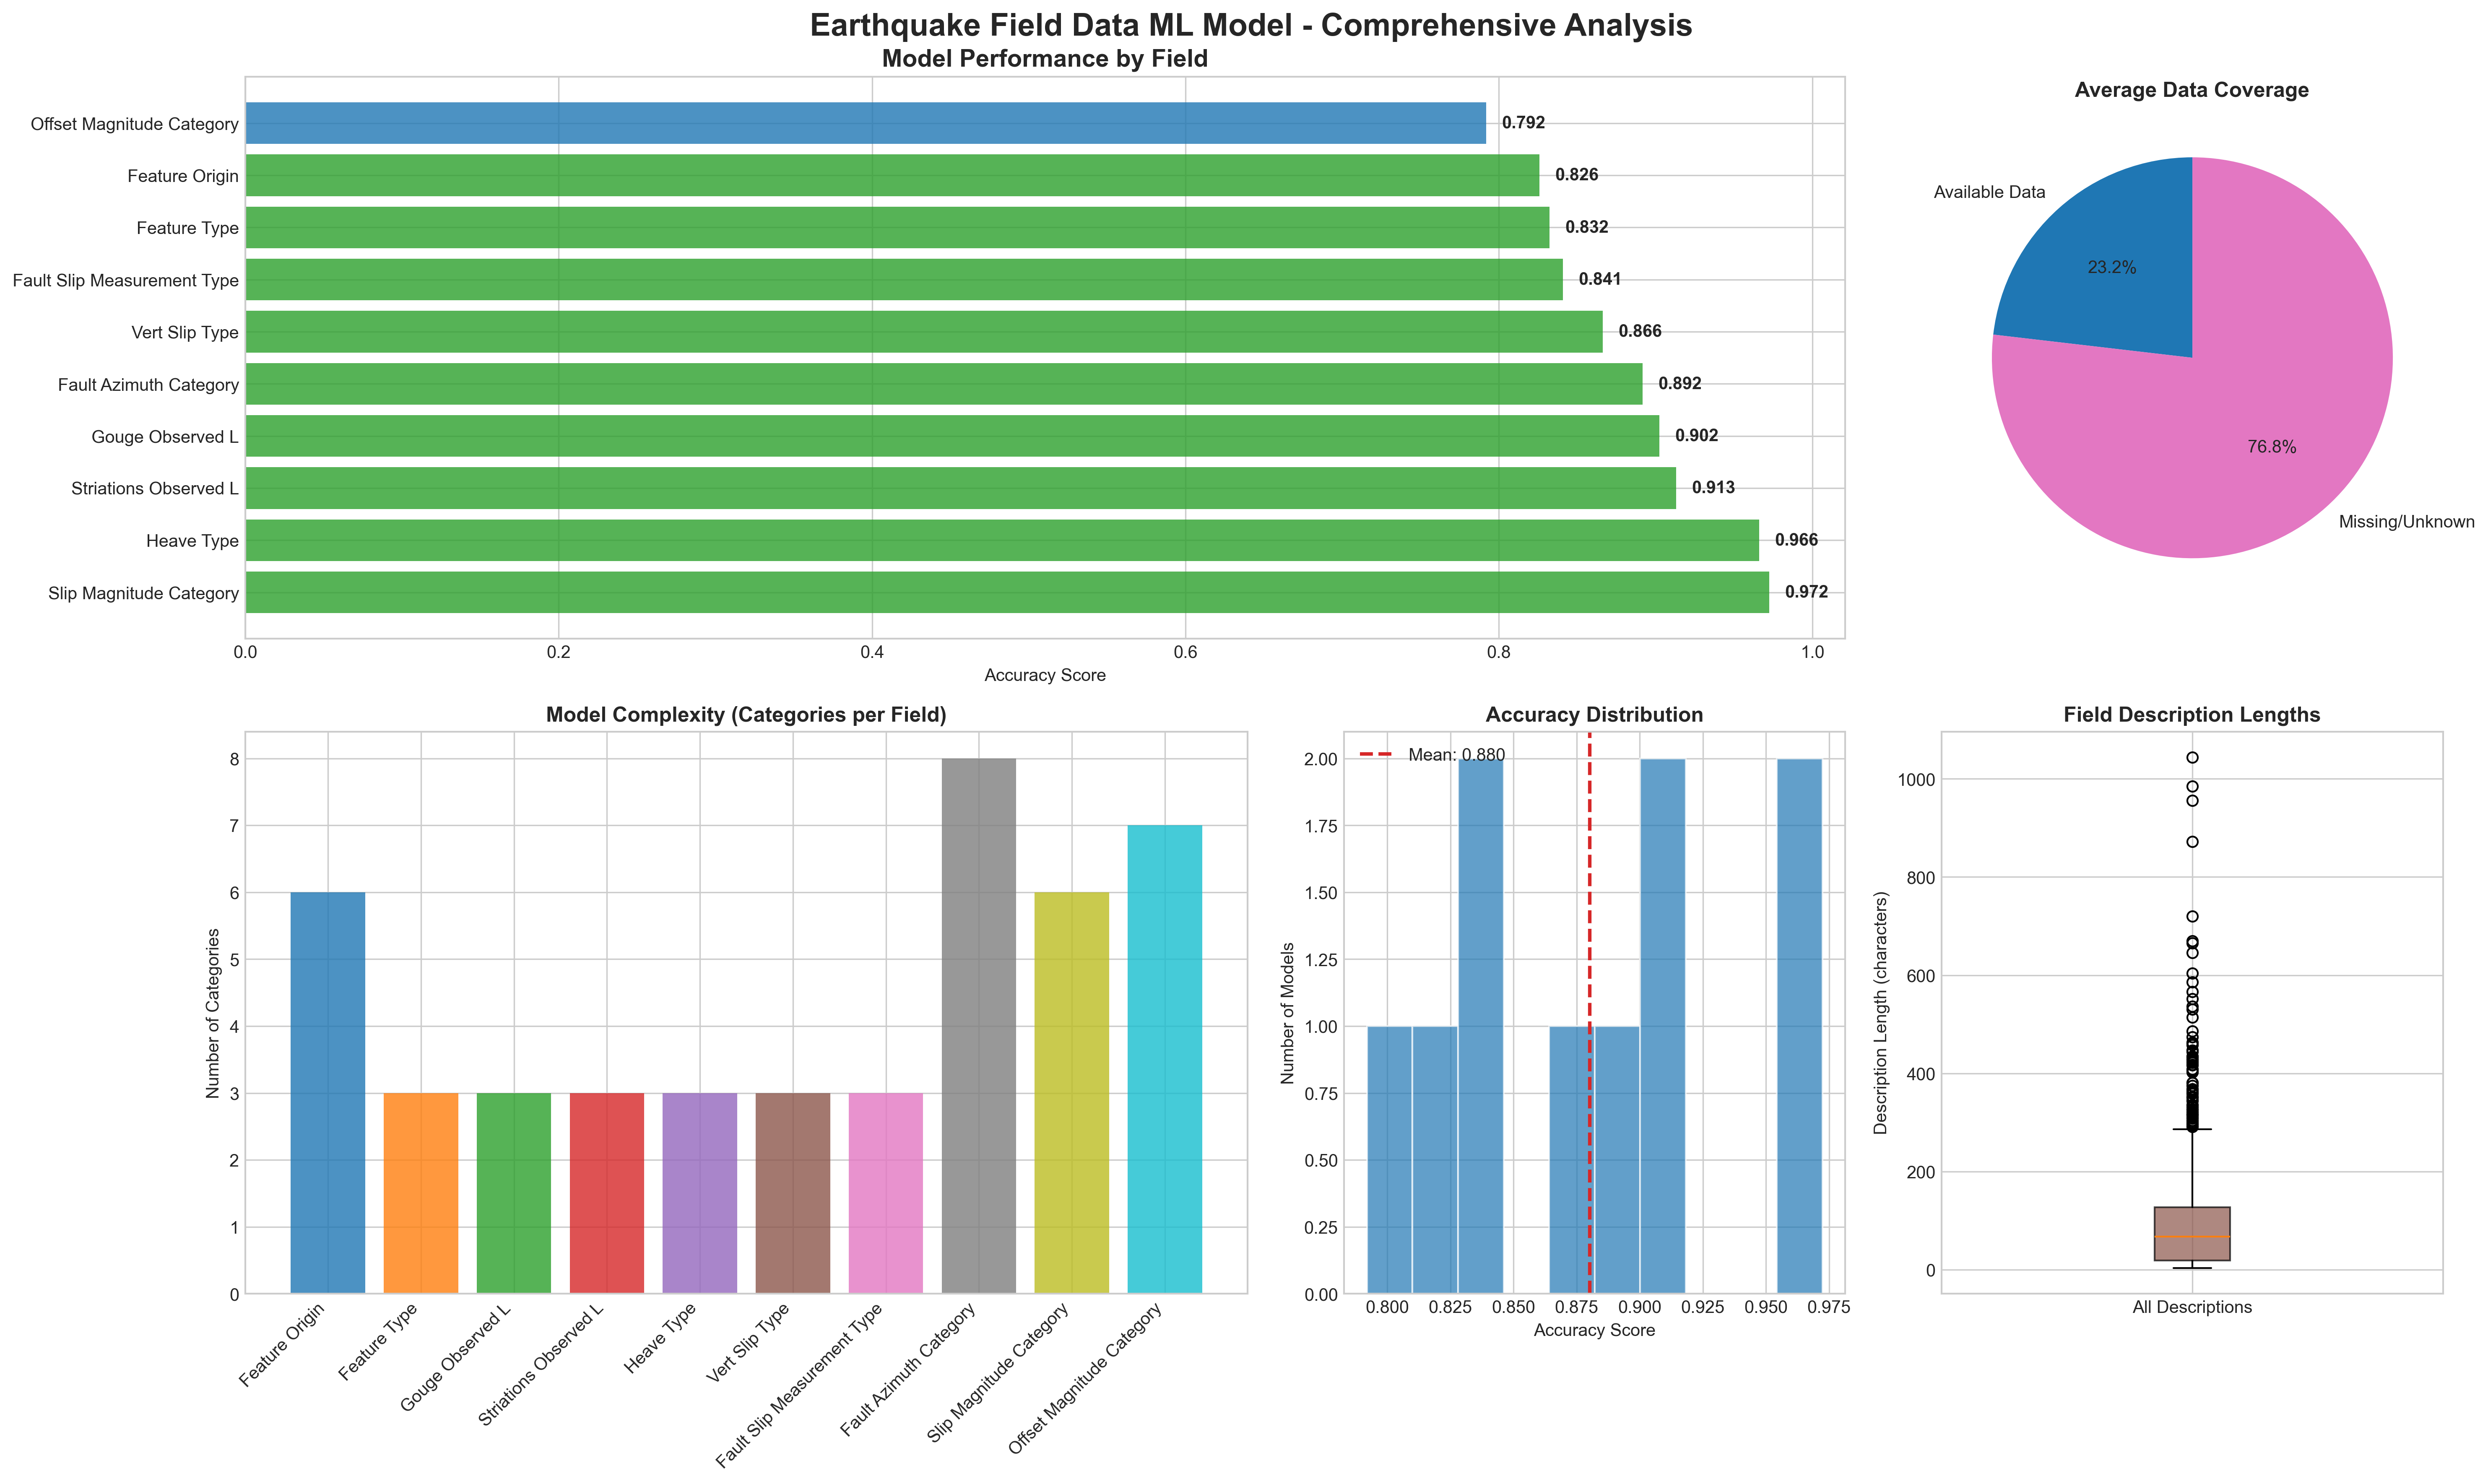 Earthquake Field Data ML Model - Comprehensive Analysis
Model Performance by Field
Offset Magnitude Category
0.792
Feature Origin
0.826
Feature Type
0.832
Fault Slip Measurement Type
0.841
Vert Slip Type
0.866
Fault Azimuth Category
0.892
Gouge Observed L
0.902
Striations Observed L
0.913
Heave Type
0.966
Slip Magnitude Category
0.972
0.0
0.2
0.4
0.6
0.8
1.0
Accuracy Score
Average Data Coverage
Available Data
23.2%
76.8%
Missing/Unknown
Model Complexity (Categories per Field)
Number of Categories
8
7
6
5
4
3
2
1
0
Feature Origin
Feature Type
Gouge Observed L
Striations Observed L
Heave Type
Vert Slip Type
Fault Slip Measurement Type
Fault Azimuth Category
Slip Magnitude Category
Offset Magnitude Category
Accuracy Distribution
Mean: 0.880
Number of Models
2.00
1.75
1.50
1.25
1.00
0.75
0.50
0.25
0.00
0.800
0.825
0.850
0.875
0.900
0.925
0.950
0.975
Accuracy Score
Field Description Lengths
Description Length (characters)
1000
800
600
400
200
0
All Descriptions